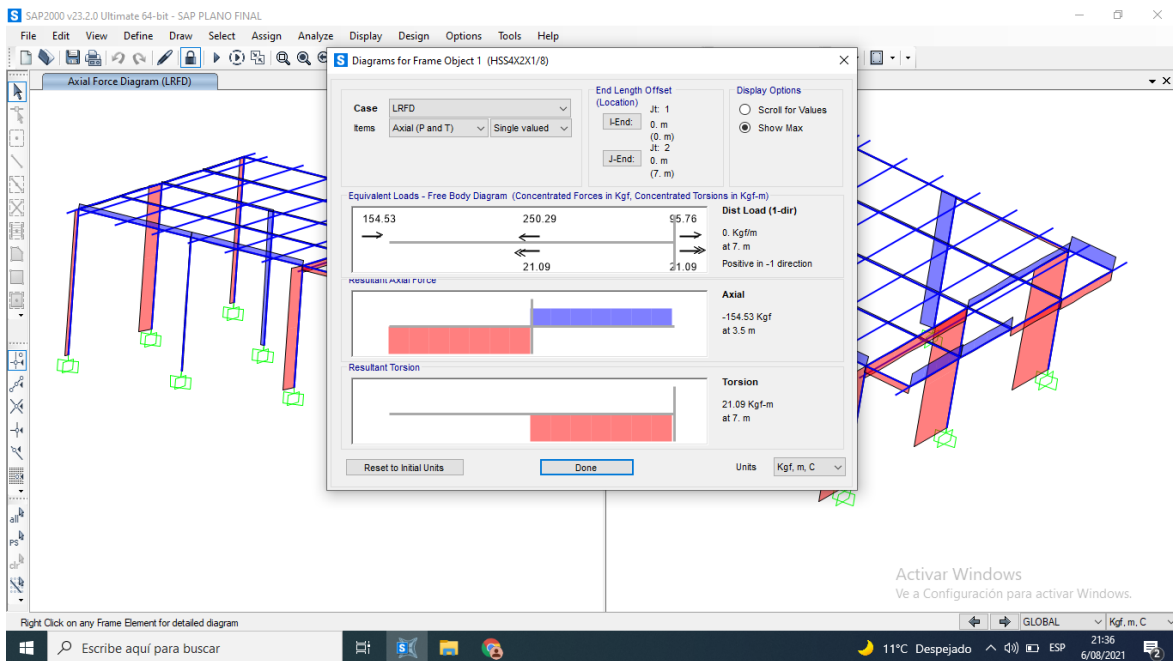 SAP2000 v23.2.0 Ultimate 64-bit - SAP PLANO FINAL
File Edit View Define Draw Select Assign Analyze Display Design Options Tools Help
Axial Force Diagram (LRFD)
Diagrams for Frame Object 1 (HSS4X2X1/8)
Case LRFD
Items Axial (P and T) Single valued
End Length Offset
(Location)
Jt: 1
I-End: 0. m
(0. m)
Jt: 2
J-End: 0. m
(7. m)
Display Options
Scroll for Values
Show Max
Equivalent Loads - Free Body Diagram (Concentrated Forces in Kgf, Concentrated Torsions in Kgf-m)
154.53 250.29 95.76
21.09 21.09
Dist Load (1-dir)
0. Kgf/m
at 7. m
Positive in -1 direction
Resultant Axial Force
Axial
-154.53 Kgf
at 3.5 m
Resultant Torsion
Torsion
21.09 Kgf-m
at 7. m
Reset to Initial Units Done Units Kgf, m, C
all
PS
clr
Activar Windows
Ve a Configuración para activar Windows.
Right Click on any Frame Element for detailed diagram GLOBAL Kgf, m, C
Escribe aquí para buscar 11°C Despejado ESP 21:36
6/08/2021
2